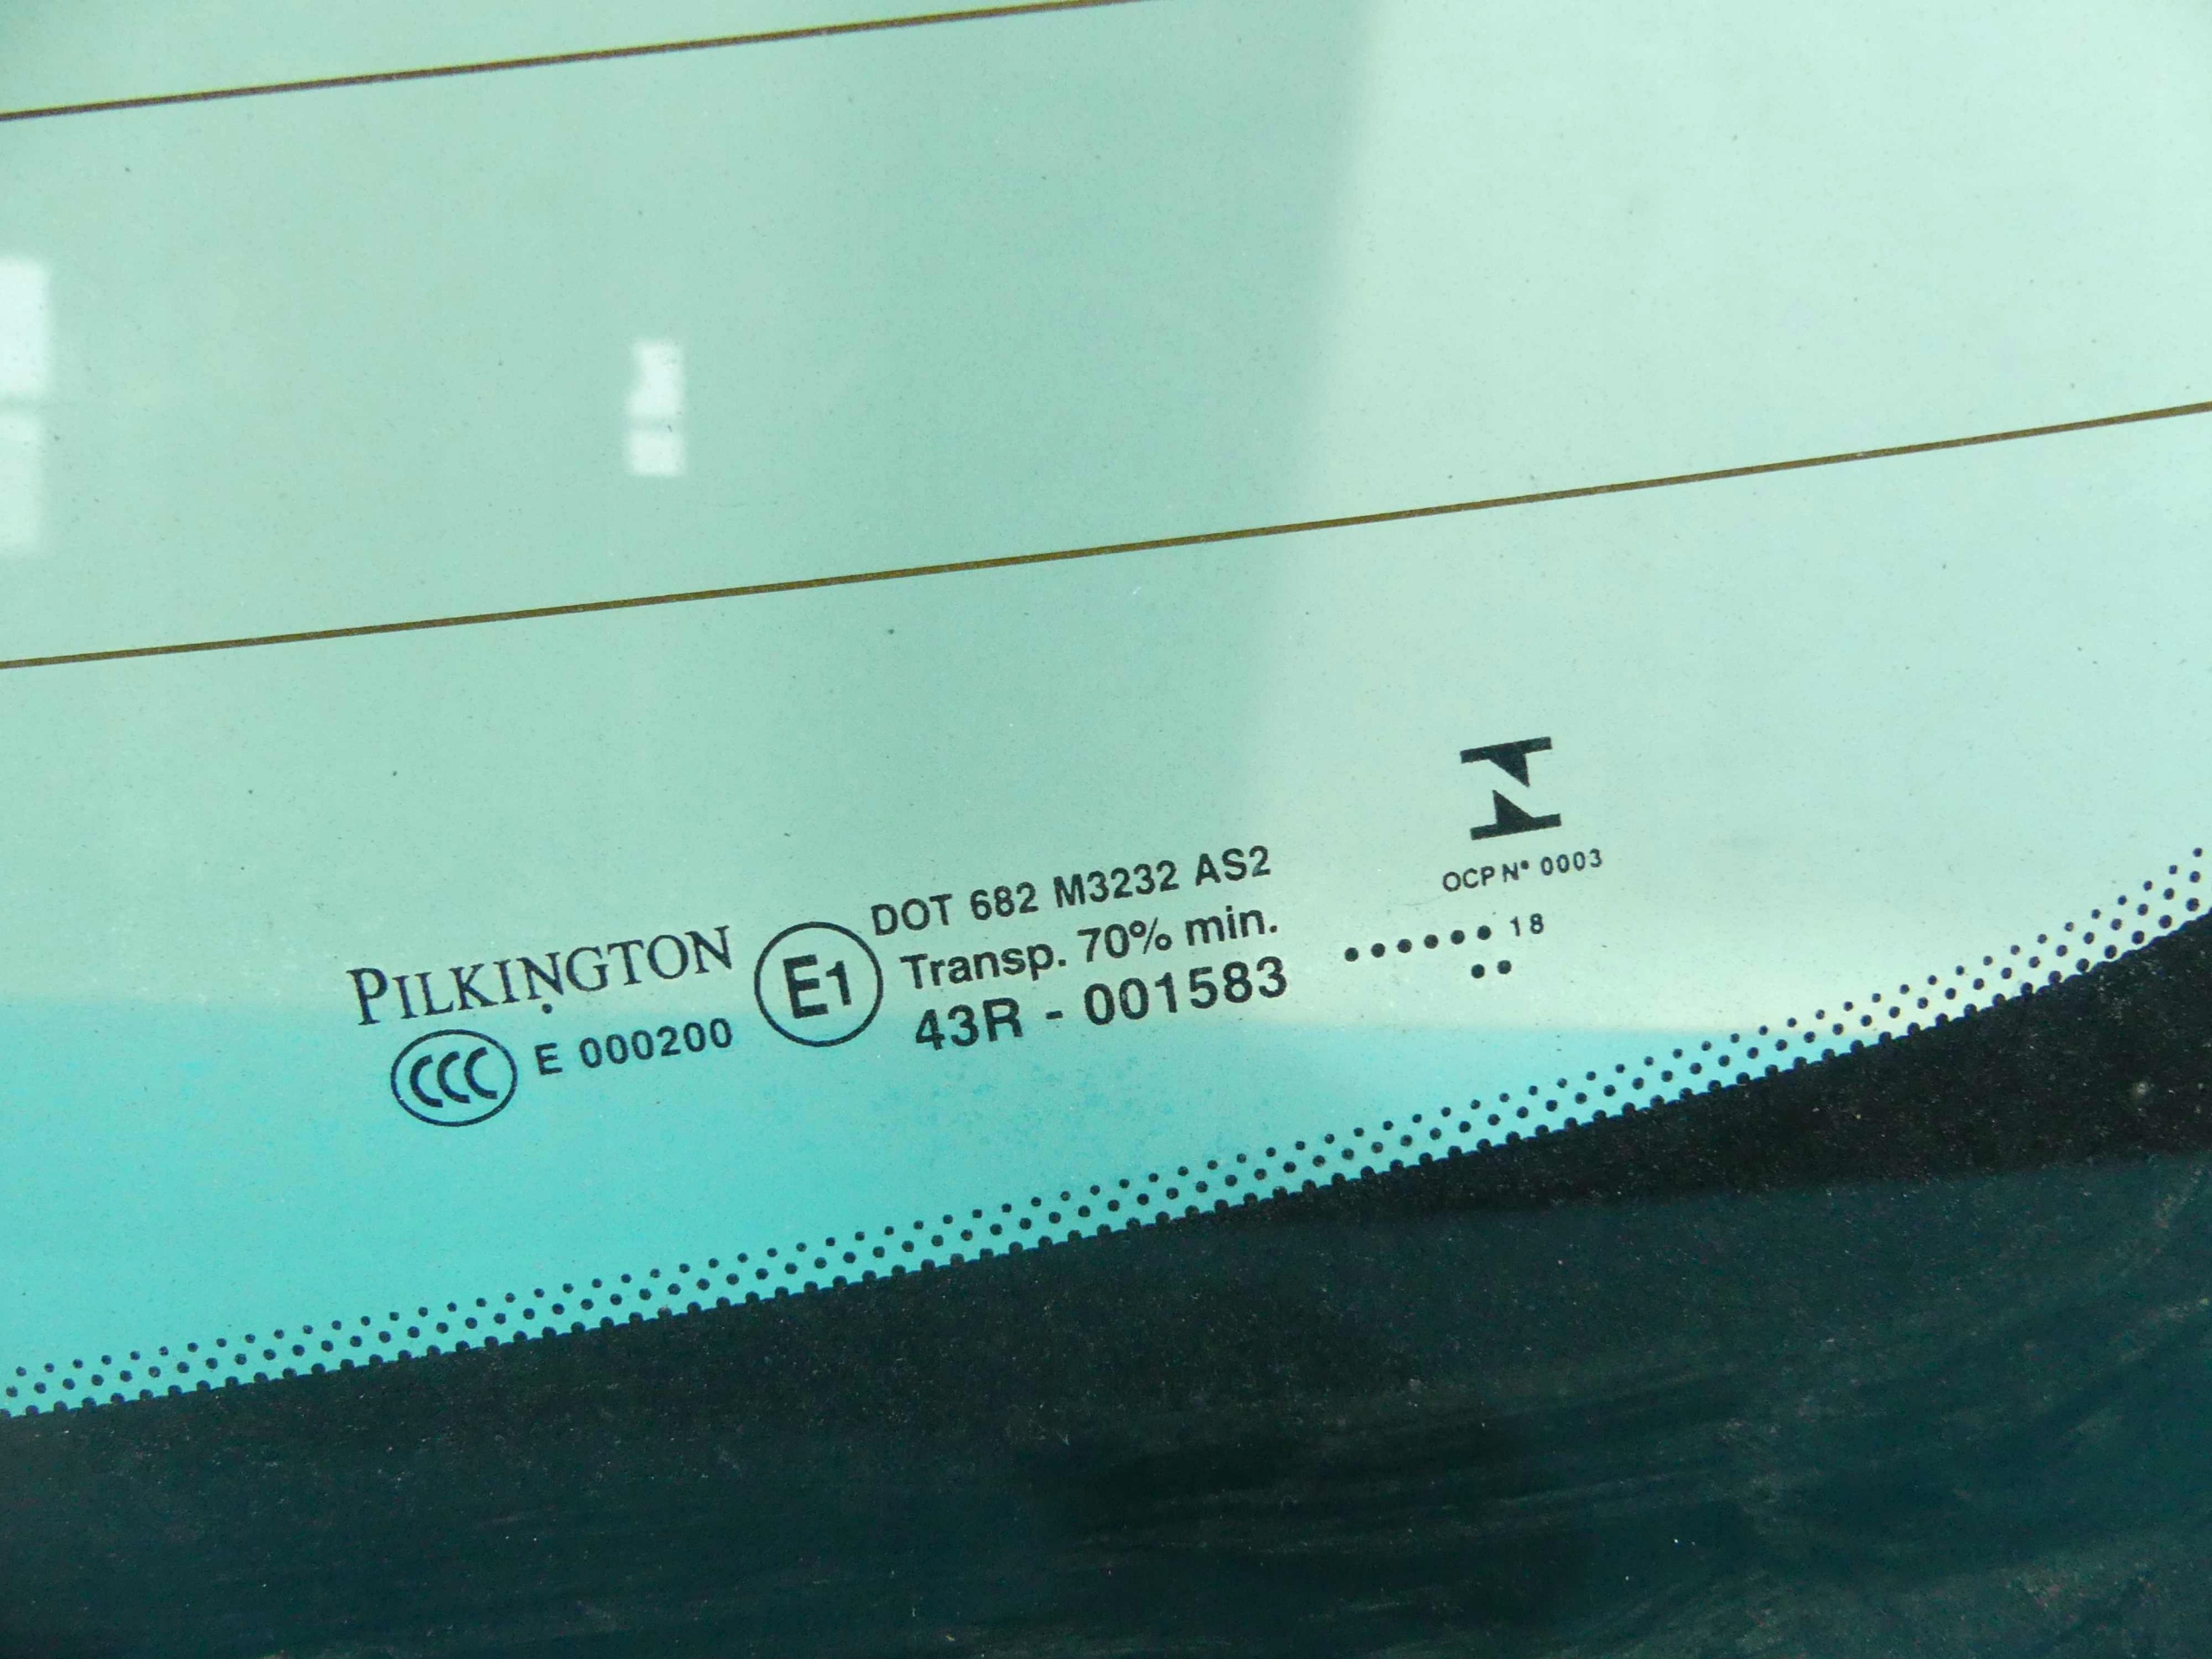 PILKINGTON
CCC E 000200
E1
DOT 682 M3232 AS2
Transp. 70% min.
43R - 001583
OCP N° 0003
•••••• 18
••